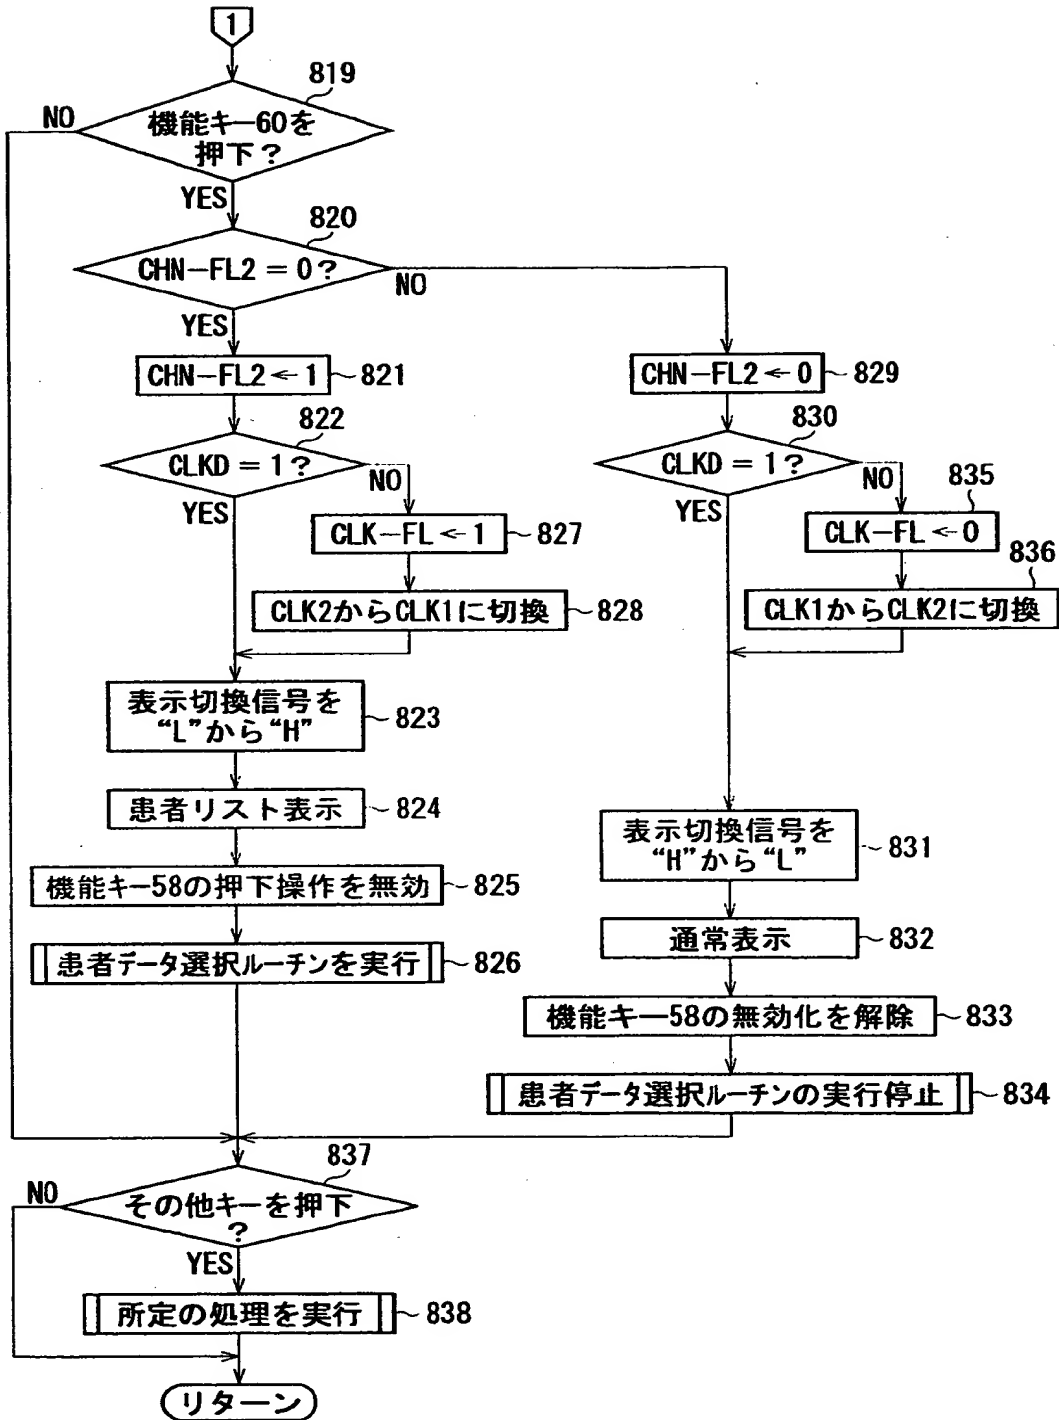 1
819
NO
機能キー60を
押下?
YES
820
CHN-FL2 = 0?
NO
YES
CHN-FL2 ← 1
821
CHN-FL2 ← 0
829
822
CLKD = 1?
NO
YES
830
CLKD = 1?
NO
YES
CLK-FL ← 1
827
835
CLK-FL ← 0
CLK2からCLK1に切換
828
836
CLK1からCLK2に切換
表示切換信号を
“L”から“H”
823
患者リスト表示
824
表示切換信号を
“H”から“L”
831
機能キー58の押下操作を無効
825
通常表示
832
患者データ選択ルーチンを実行
826
機能キー58の無効化を解除
833
患者データ選択ルーチンの実行停止
834
837
NO
その他キーを押下
?
YES
所定の処理を実行
838
リターン